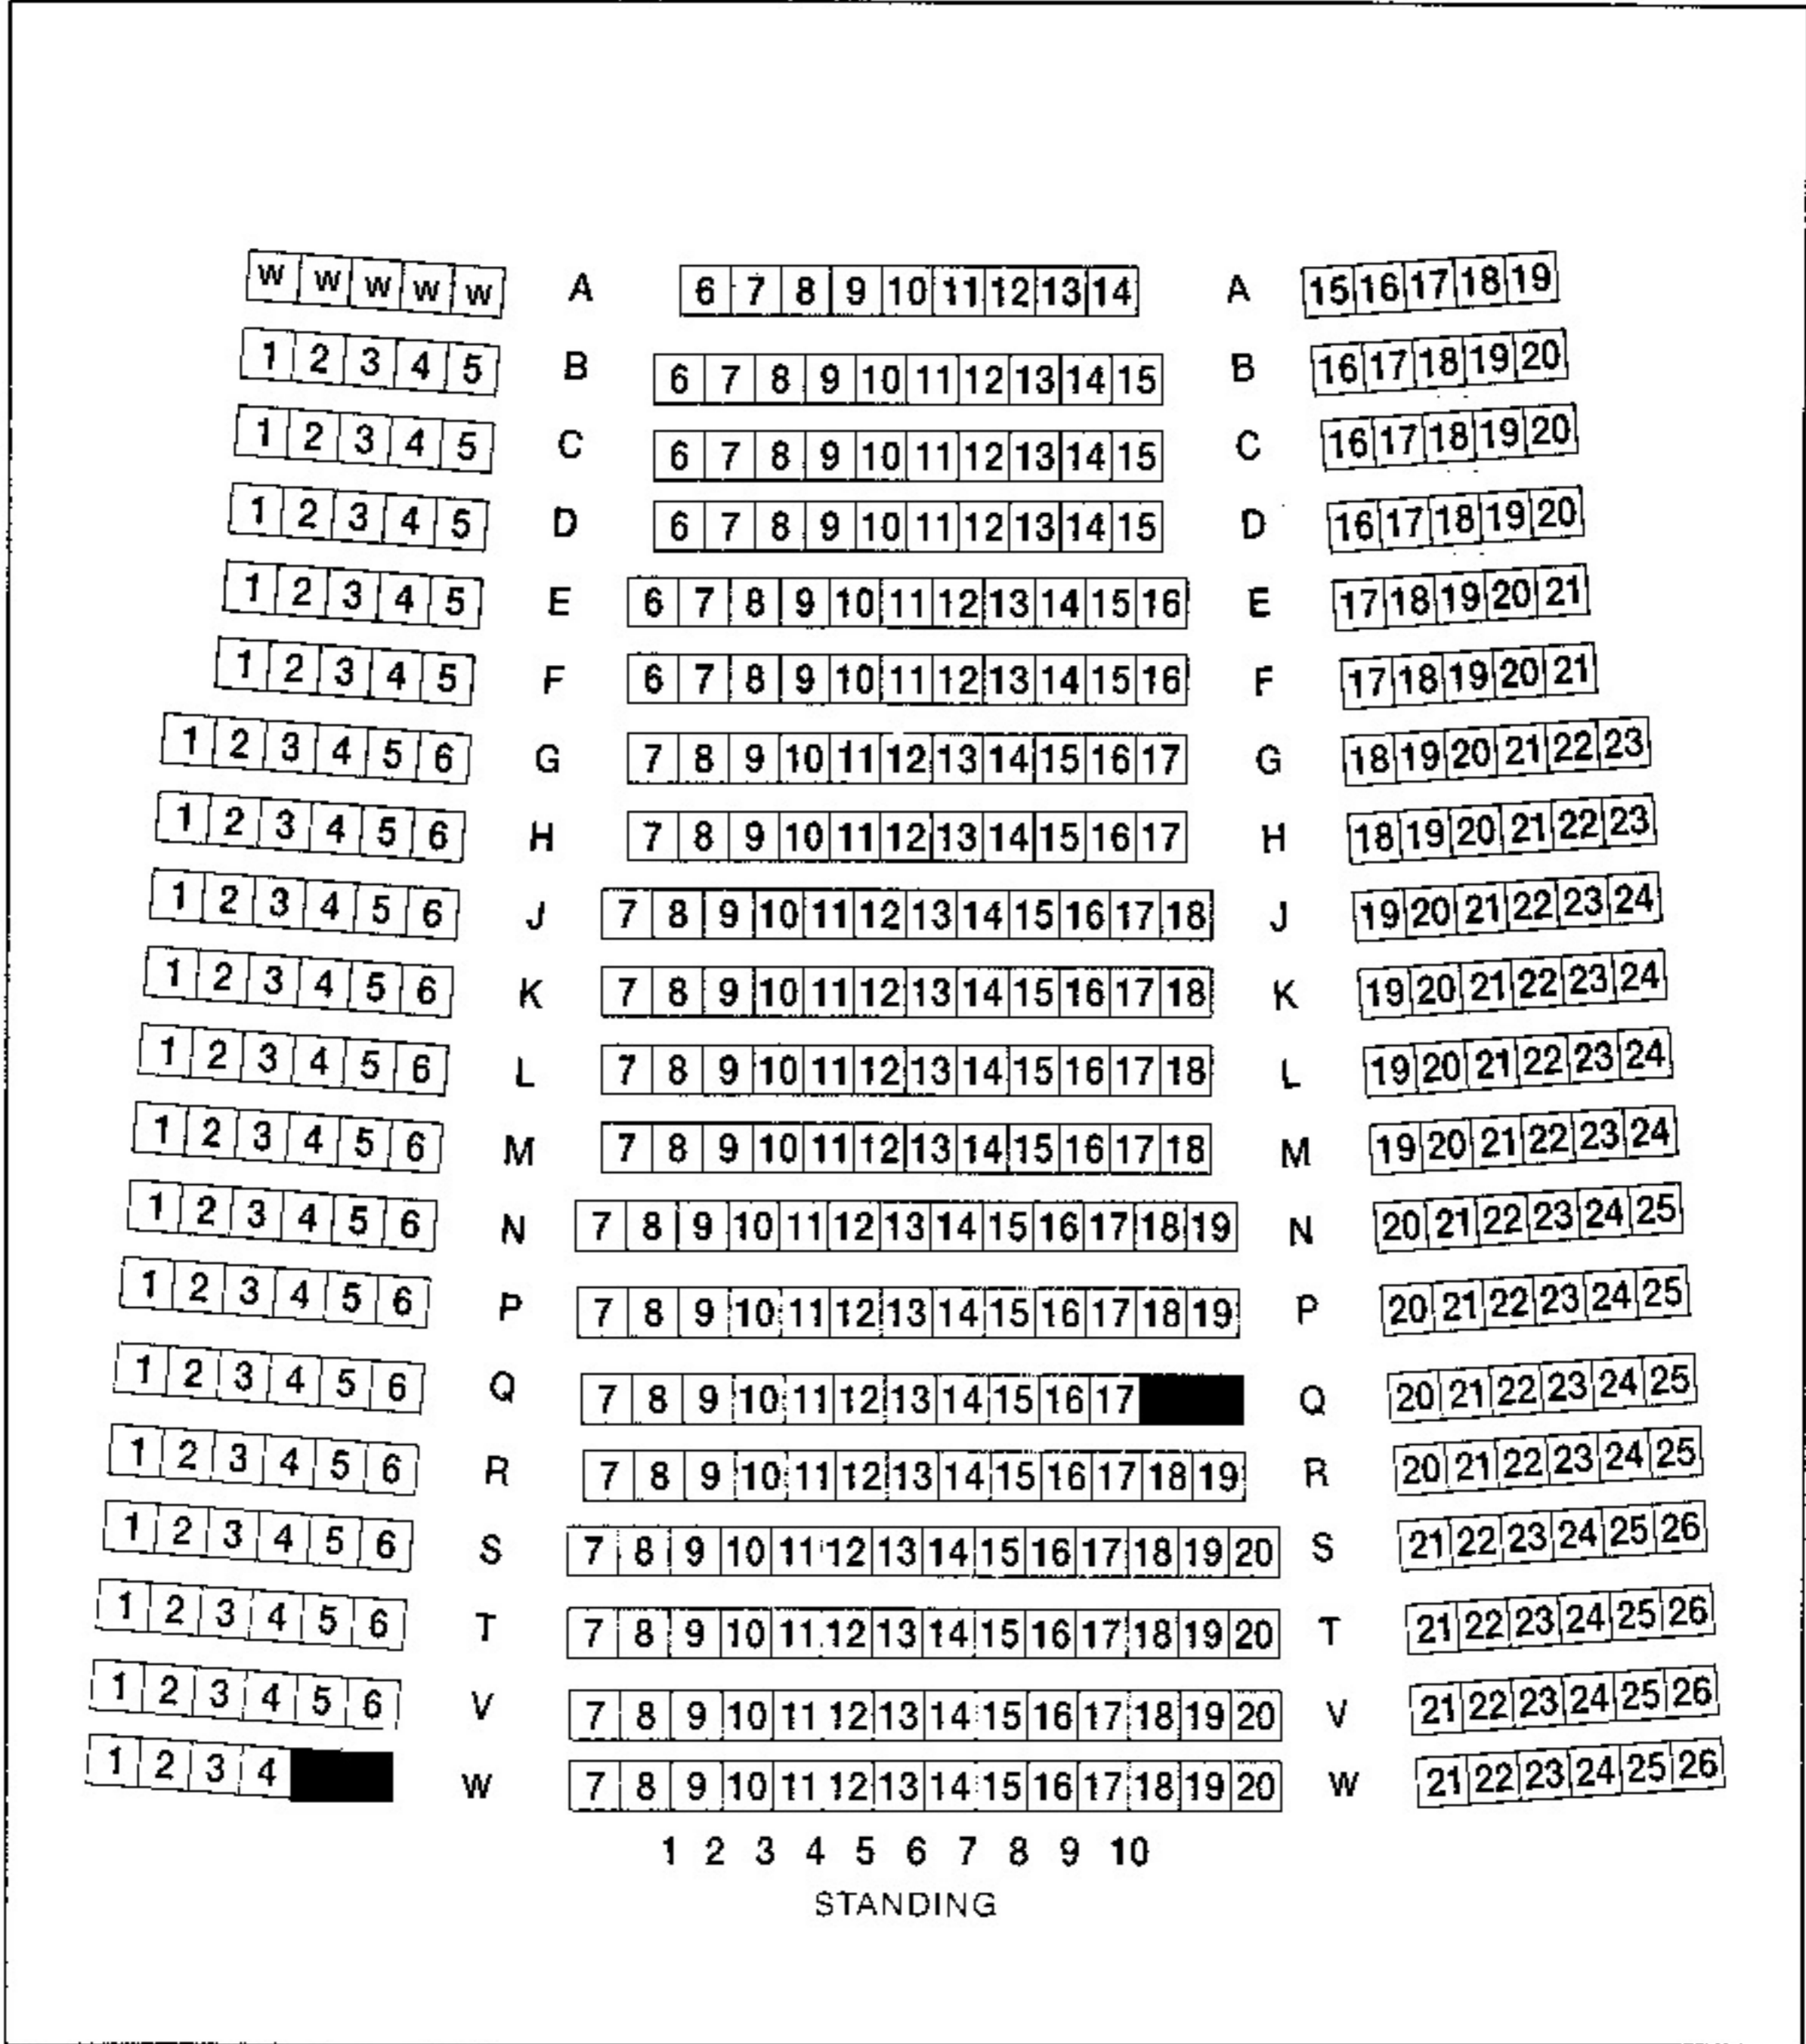 W W W W W A 6 7 8 9 10 11 12 13 14 A 15 16 17 18 19
1 2 3 4 5 B 6 7 8 9 10 11 12 13 14 15 B 16 17 18 19 20
1 2 3 4 5 C 6 7 8 9 10 11 12 13 14 15 C 16 17 18 19 20
1 2 3 4 5 D 6 7 8 9 10 11 12 13 14 15 D 16 17 18 19 20
1 2 3 4 5 E 6 7 8 9 10 11 12 13 14 15 16 E 17 18 19 20 21
1 2 3 4 5 F 6 7 8 9 10 11 12 13 14 15 16 F 17 18 19 20 21
1 2 3 4 5 6 G 7 8 9 10 11 12 13 14 15 16 17 G 18 19 20 21 22 23
1 2 3 4 5 6 H 7 8 9 10 11 12 13 14 15 16 17 H 18 19 20 21 22 23
1 2 3 4 5 6 J 7 8 9 10 11 12 13 14 15 16 17 18 J 19 20 21 22 23 24
1 2 3 4 5 6 K 7 8 9 10 11 12 13 14 15 16 17 18 K 19 20 21 22 23 24
1 2 3 4 5 6 L 7 8 9 10 11 12 13 14 15 16 17 18 L 19 20 21 22 23 24
1 2 3 4 5 6 M 7 8 9 10 11 12 13 14 15 16 17 18 M 19 20 21 22 23 24
1 2 3 4 5 6 N 7 8 9 10 11 12 13 14 15 16 17 18 19 N 20 21 22 23 24 25
1 2 3 4 5 6 P 7 8 9 10 11 12 13 14 15 16 17 18 19 P 20 21 22 23 24 25
1 2 3 4 5 6 Q 7 8 9 10 11 12 13 14 15 16 17 Q 20 21 22 23 24 25
1 2 3 4 5 6 R 7 8 9 10 11 12 13 14 15 16 17 18 19 R 20 21 22 23 24 25
1 2 3 4 5 6 S 7 8 9 10 11 12 13 14 15 16 17 18 19 20 S 21 22 23 24 25 26
1 2 3 4 5 6 T 7 8 9 10 11 12 13 14 15 16 17 18 19 20 T 21 22 23 24 25 26
1 2 3 4 5 6 V 7 8 9 10 11 12 13 14 15 16 17 18 19 20 V 21 22 23 24 25 26
1 2 3 4 W 7 8 9 10 11 12 13 14 15 16 17 18 19 20 W 21 22 23 24 25 26
1 2 3 4 5 6 7 8 9 10
STANDING